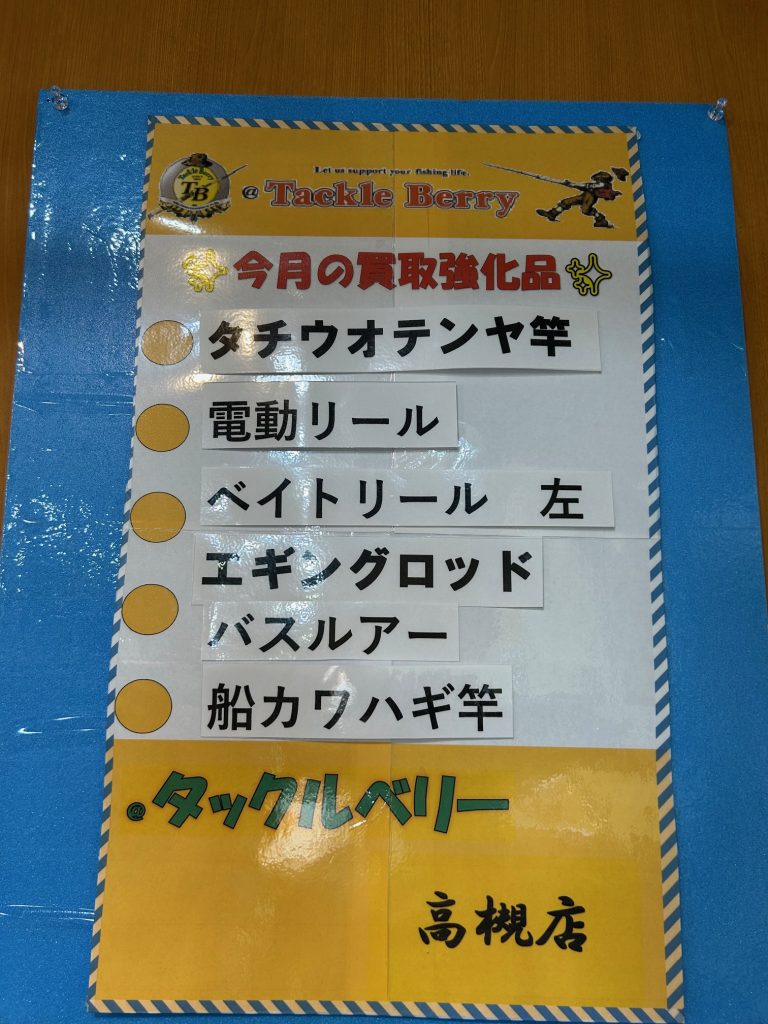 Let us support your fishing life.
Tackle Berry
TB
@ Tackle Berry
今月の買取強化品
タチウオテンヤ竿
電動リール
ベイトリール 左
エギングロッド
バスルアー
船カワハギ竿
@タックルベリー
高槻店